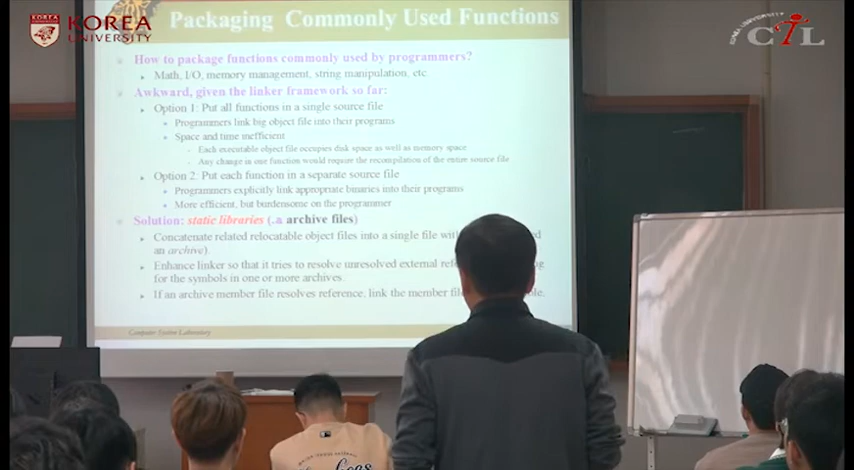 KOREA
UNIVERSITY
Packaging Commonly Used Functions
CTL
How to package functions commonly used by programmers?
Math, I/O, memory management, string manipulation, etc
Awkward, given the linker framework so far:
Option 1: Put all functions in a single source file
Programmers link big object file into their programs
Space and time inefficient
Each executable object file occupies disk space as well as memory space
Any change in one function would require the recompilation of the entire source file
Option 2: Put each function in a separate source file
Programmers explicitly link appropriate binaries into their programs
More efficient, but burdensome on the programmer
Solution: static libraries (.a archive files)
Concatenate related relocatable object files into a single file
an archive).
Enhance linker so that it tries to resolve unresolved external
for the symbols in one or more archives.
If an archive member file resolves reference, link the member
Computer System Laboratory